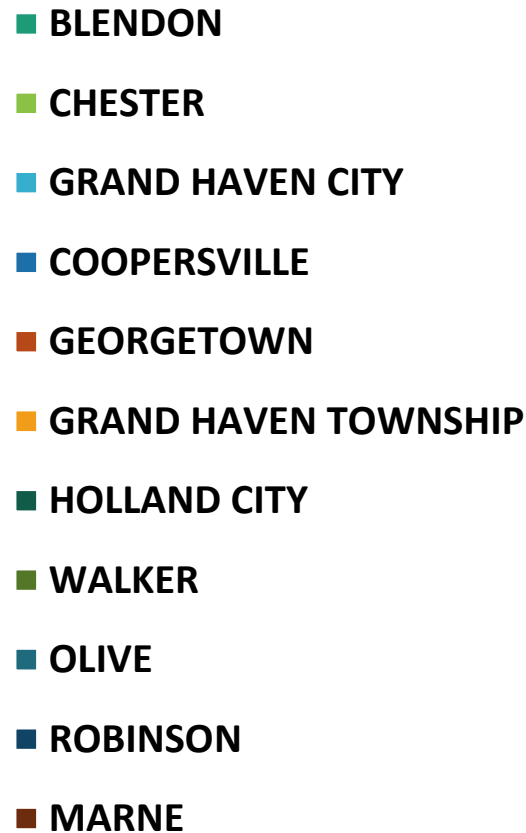 BLENDON
CHESTER
GRAND HAVEN CITY
COOPERSVILLE
GEORGETOWN
GRAND HAVEN TOWNSHIP
HOLLAND CITY
WALKER
OLIVE
ROBINSON
MARNE